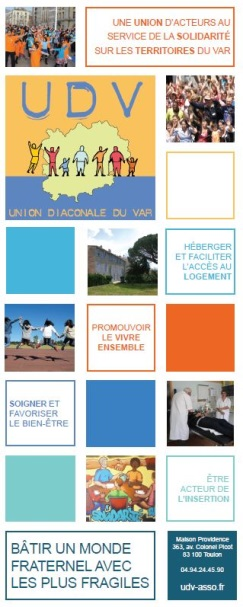 UNE UNION D'ACTEURS AU
SERVICE DE LA SOLIDARITÉ
SUR LES TERRITOIRES DU VAR
UDV
UNION DIACONALE DU VAR
HÉBERGER
ET FACILITER
L'ACCÈS AU
LOGEMENT
PROMOUVOIR
LE VIVRE
ENSEMBLE
SOIGNER ET
FAVORISER
LE BIEN-ÊTRE
ÊTRE
ACTEUR DE
L'INSERTION
BÂTIR UN MONDE
FRATERNEL AVEC
LES PLUS FRAGILES
Maison Providence
363, av. Colonel Picot
83 100 Toulon
04.94.24.45.90
udv-asso.fr